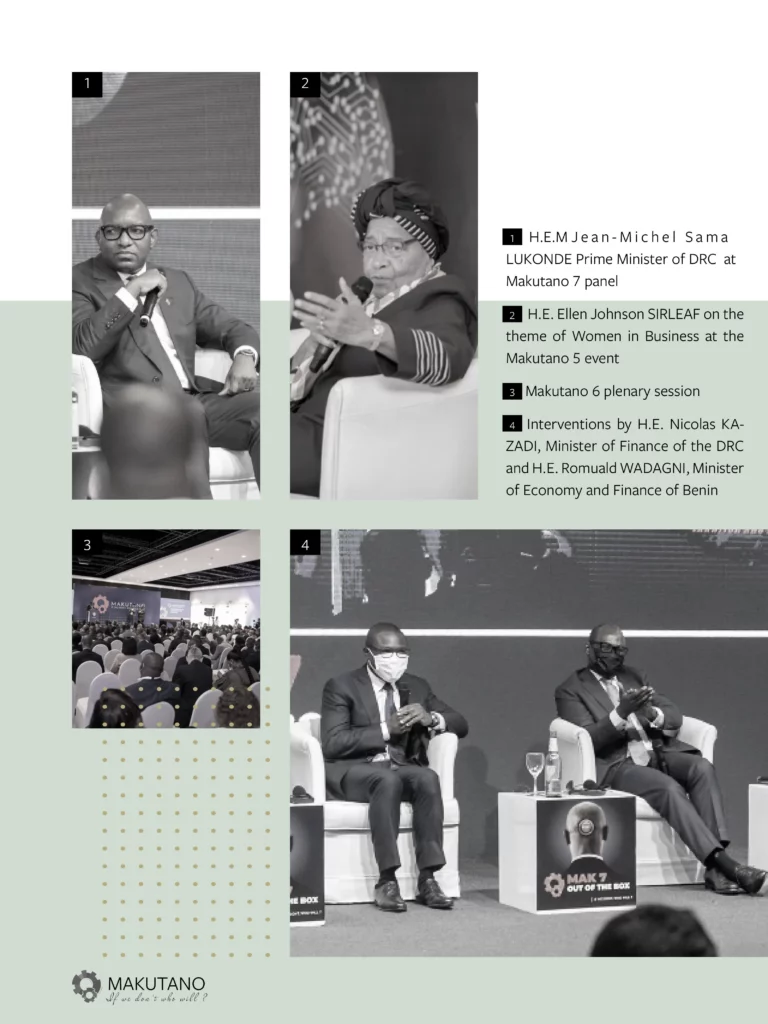 1
2
1 H.E.M Jean-Michel Sama
LUKONDE Prime Minister of DRC at
Makutano 7 panel
2 H.E. Ellen Johnson SIRLEAF on the
theme of Women in Business at the
Makutano 5 event
3 Makutano 6 plenary session
4 Interventions by H.E. Nicolas KA-
ZADI, Minister of Finance of the DRC
and H.E. Romuald WADAGNI, Minister
of Economy and Finance of Benin
3
4
MAKUTANO
MAK 7
OUT OF THE BOX
HE BOX
MAKUTANO
If we don't who will ?